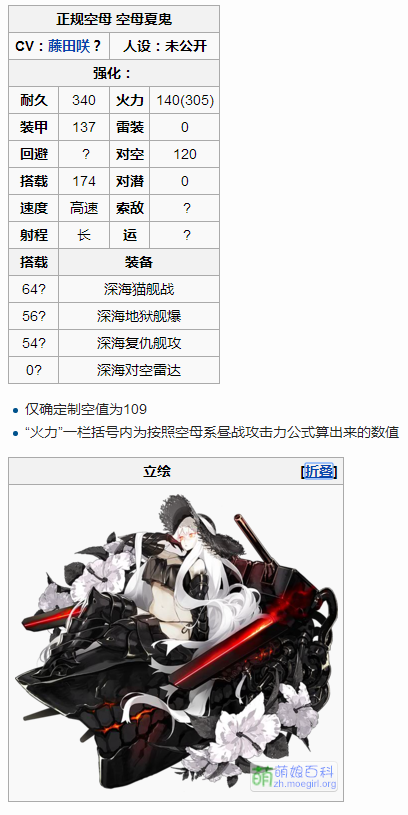 正规空母 空母夏鬼
CV：藤田咲？ 人设：未公开
强化：
耐久 340 火力 140(305)
装甲 137 雷装 0
回避 ? 对空 120
搭载 174 对潜 0
速度 高速 索敌 ?
射程 长 运 ?
搭载 装备
64? 深海猫舰战
56? 深海地狱舰爆
54? 深海复仇舰攻
0? 深海对空雷达
仅确定制空值为109
“火力”一栏括号内为按照空母系昼战攻击力公式算出来的数值
立绘 [折叠]
萌娘百科
zh.moegirl.org